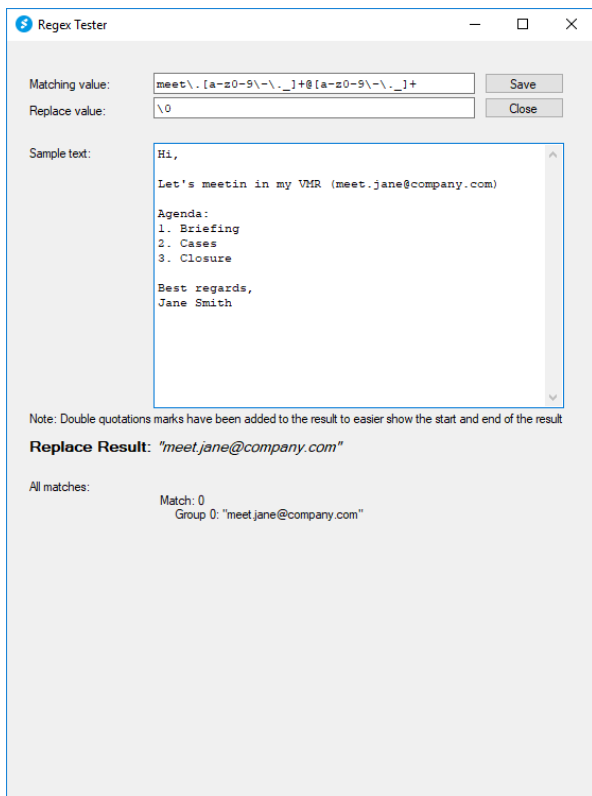 Regex Tester
Matching value: meet\.[a-z0-9\-\._]+@[a-z0-9\-\._]+ Save
Replace value: \0 Close
Sample text: Hi,
Let's meetin in my VMR (meet.jane@company.com)
Agenda:
1. Briefing
2. Cases
3. Closure
Best regards,
Jane Smith
Note: Double quotations marks have been added to the result to easier show the start and end of the result
Replace Result: "meet.jane@company.com"
All matches:
Match: 0
Group 0: "meet.jane@company.com"